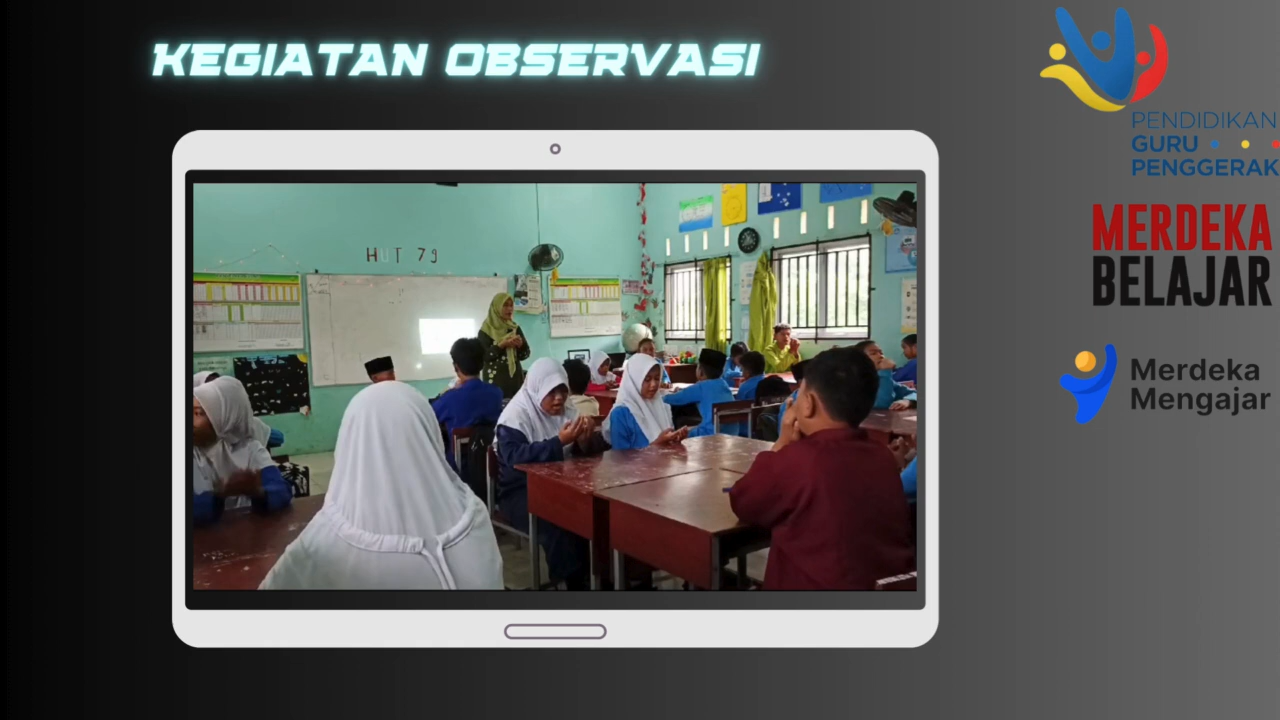 KEGIATAN OBSERVASI
PENDIDIKAN
GURU
PENGGERAK
MERDEKA
BELAJAR
Merdeka
Mengajar
HUT 79